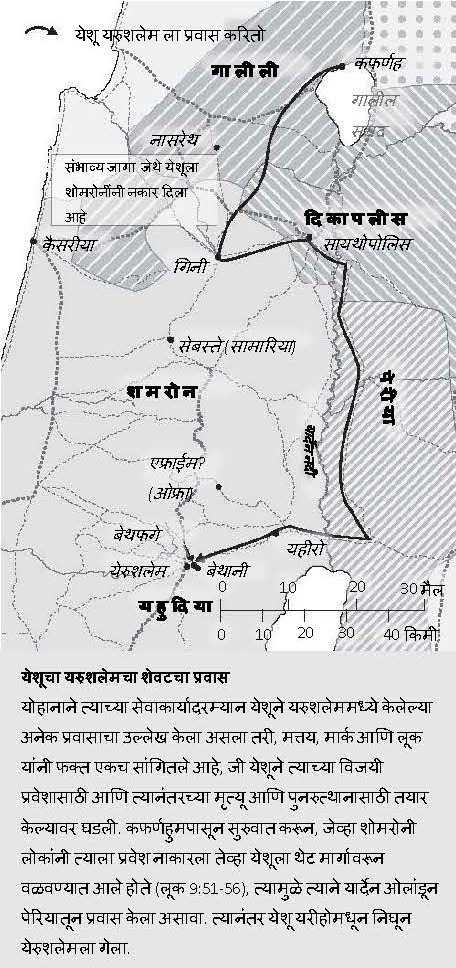 येशू यरुशलेम ला प्रवास करितो
गालीली
कफर्णह
गालील
समुद्र
नासरेथ
संभाव्य जागा जेथे येशूला
शोमरोनींनी नकार दिला
आहे
दिकापलीस
सायथोपोलिस
कैसरीया
गिनी
सेबस्ते (सामारिया)
शमरोन
पेरीया
यार्देन नदी
एफ्राईम?
(ओफ्रा)
बेथफगे
यहीरो
येरुशलेम
बेथानी
यहुदिया
0 10 20 30 मैल
0 10 20 30 40 किमी
येशूचा यरुशलेमचा शेवटचा प्रवास
योहानाने त्याच्या सेवाकार्यादरम्यान येशूने यरुशलेममध्ये केलेल्या
अनेक प्रवासाचा उल्लेख केला असला तरी, मत्तय, मार्क आणि लूक
यांनी फक्त एकच सांगितले आहे, जी येशूने त्याच्या विजयी
प्रवेशासाठी आणि त्यानंतरच्या मृत्यू आणि पुनरुत्थानासाठी तयार
केल्यावर घडली. कफर्णहुमपासून सुरुवात करून, जेव्हा शोमरोनी
लोकांनी त्याला प्रवेश नाकारला तेव्हा येशूला थेट मार्गावरून
वळवण्यात आले होते (लूक 9:51-56), त्यामुळे त्याने यार्देन ओलांडून
पेरियातून प्रवास केला असावा. त्यानंतर येशू यरीहोमधून निघून
येरुशलेमला गेला.